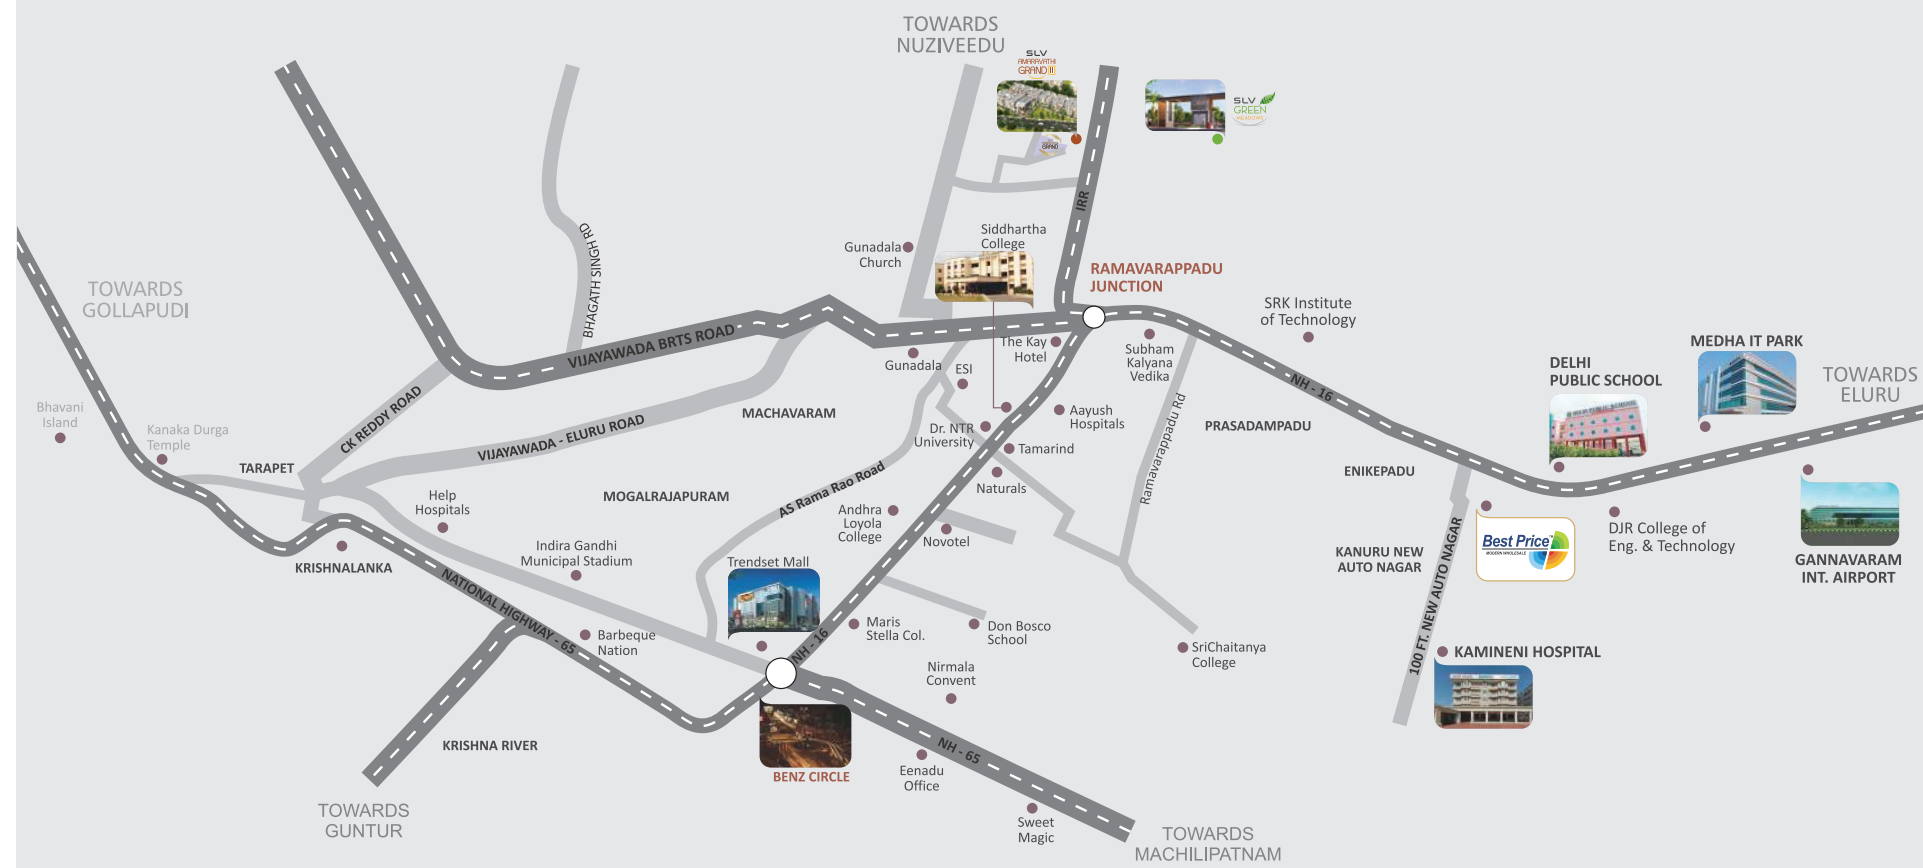 TOWARDS
NUZIVEEDU
SLV
AMARAVATHI
GRAND II
SLV
GREEN
MEADOWS
GRAND
IRR
Siddhartha
College
Gunadala
Church
BHAGATH SINGH RD
RAMAVARAPPADU
JUNCTION
TOWARDS
GOLLAPUDI
SRK Institute
of Technology
VIJAYAWADA BRTS ROAD
The Kay
Hotel
Subham
Kalyana
Vedika
Gunadala
ESI
MEDHA IT PARK
DELHI
PUBLIC SCHOOL
TOWARDS
ELURU
NH - 16
Bhavani
Island
Kanaka Durga
Temple
CK REDDY ROAD
MACHAVARAM
VIJAYAWADA - ELURU ROAD
Aayush
Hospitals
Dr. NTR
University
Ramavarappadu Rd
PRASADAMPADU
Tamarind
TARAPET
ENIKEPADU
AS Rama Rao Road
Naturals
MOGALRAJAPURAM
Help
Hospitals
Andhra
Loyola
College
Novotel
Best Price
MODERN WHOLESALE
DJR College of
Eng. & Technology
KANURU NEW
AUTO NAGAR
100 FT. NEW AUTO NAGAR
GANNAVARAM
INT. AIRPORT
Indira Gandhi
Municipal Stadium
Trendset Mall
KRISHNALANKA
NATIONAL HIGHWAY - 65
Barbeque
Nation
NH - 16
Maris
Stella Col.
Don Bosco
School
SriChaitanya
College
KAMINENI HOSPITAL
Nirmala
Convent
KRISHNA RIVER
NH - 65
BENZ CIRCLE
Eenadu
Office
TOWARDS
GUNTUR
Sweet
Magic
TOWARDS
MACHILIPATNAM